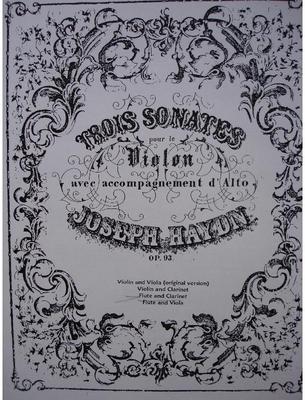 TROIS SONATES
pour le
Violon
avec accompagnement d'Alto
JOSEPH HAYDN
OP. 93
Violin and Viola (original version)
Violin and Clarinet
Flute and Clarinet
Flute and Viola